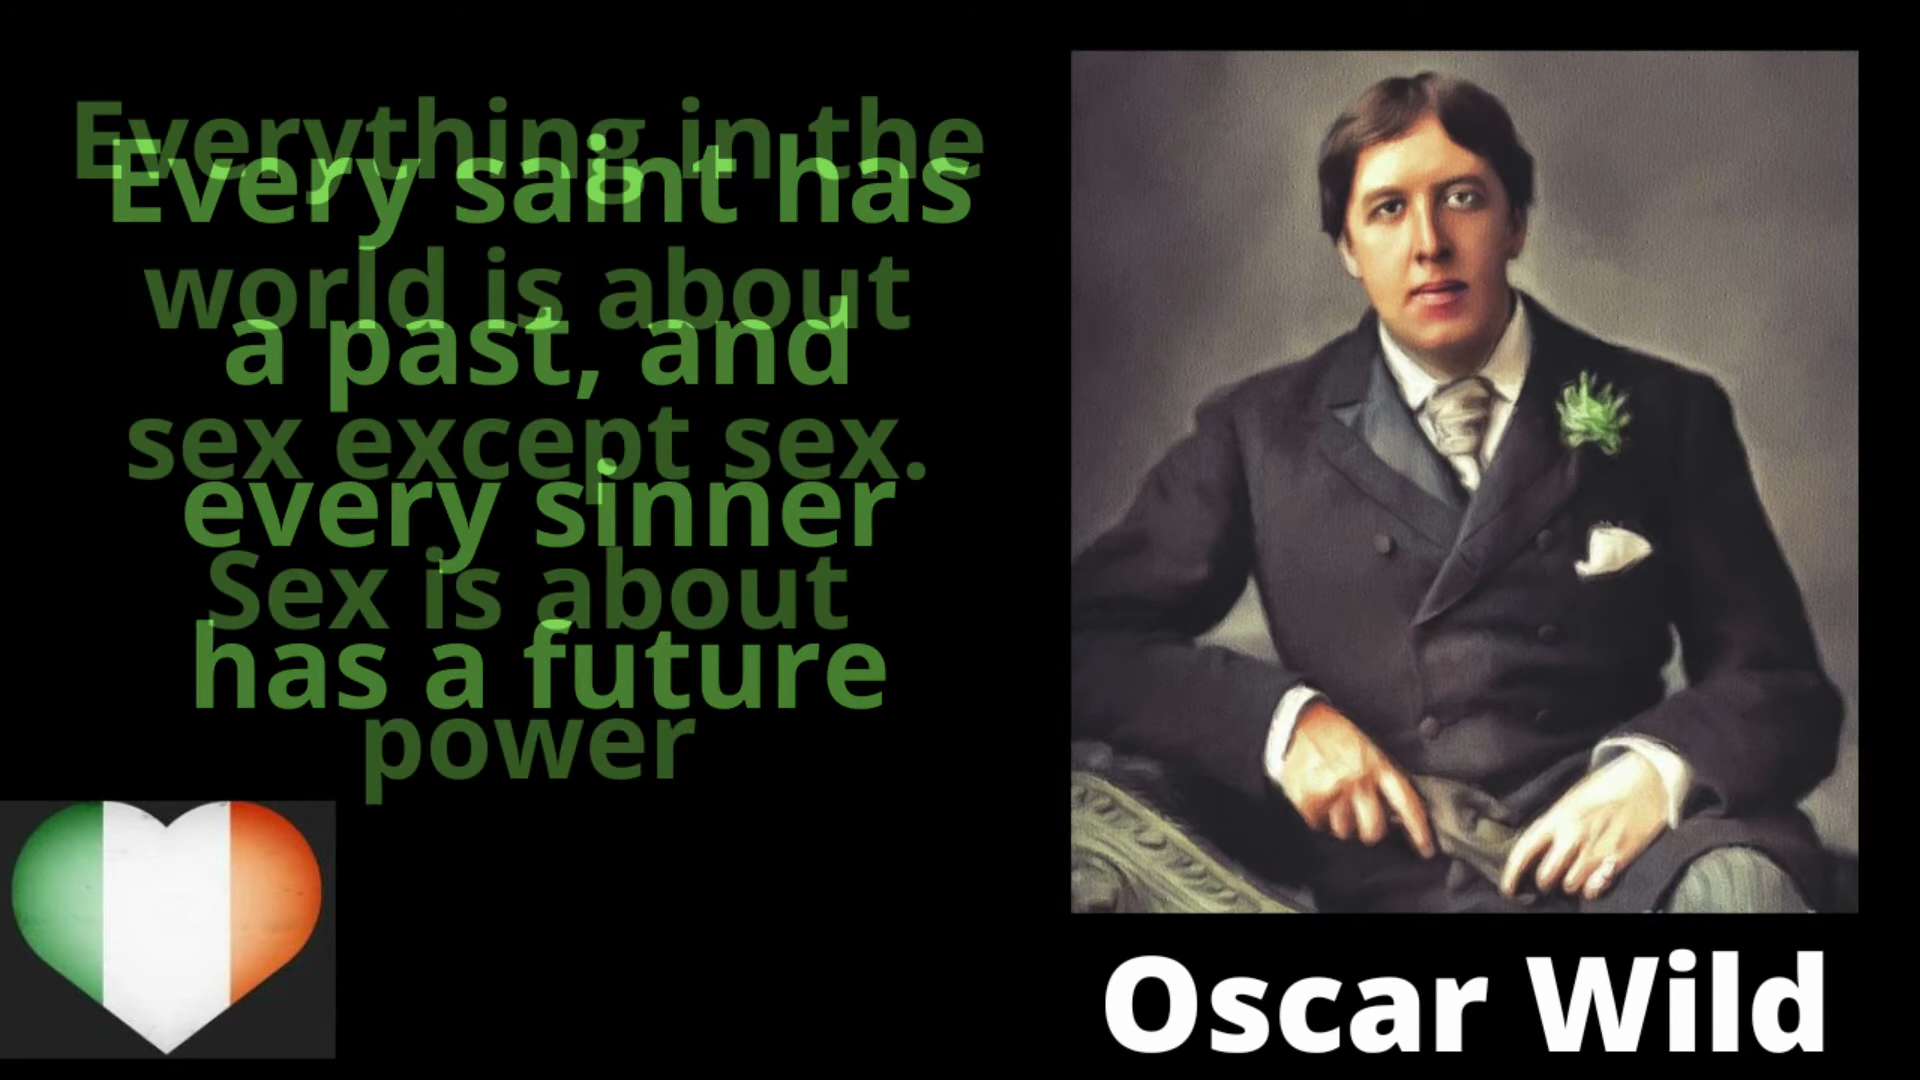 Everything in the
world is about
sex except sex.
Sex is about
power
Every saint has
a past, and
every sinner
has a future
Oscar Wild